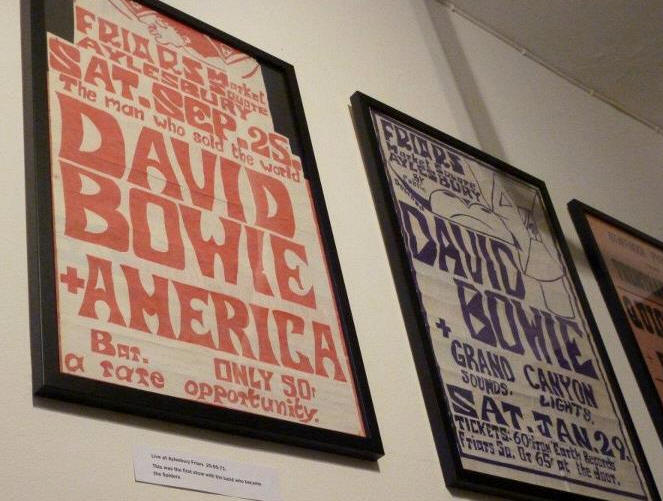 FRIARS Market
AYLESBURY Square
SAT. SEP. 25.
The man who sold the world
DAVID
BOWIE
+AMERICA
Bar. ONLY 50p
a rare opportunity.
Live at Aylesbury Friars 25:09:71.
This was the first show with the band who became
the Spiders.
FRIARS
Market Square
AYLESBURY
DAVID
BOWIE
+
GRAND CANYON
SOUNDS. LIGHTS.
SAT. JAN. 29.
TICKETS: 60p from Earth Records
Friars Sq. Or 65p at the door.